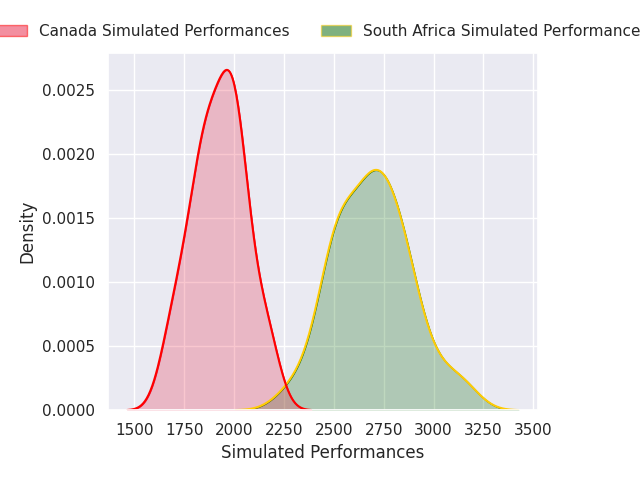 Canada Simulated Performances South Africa Simulated Performance
0.0025
0.0020
0.0015
0.0010
0.0005
0.0000
Density
1500 1750 2000 2250 2500 2750 3000 3250 3500
Simulated Performances